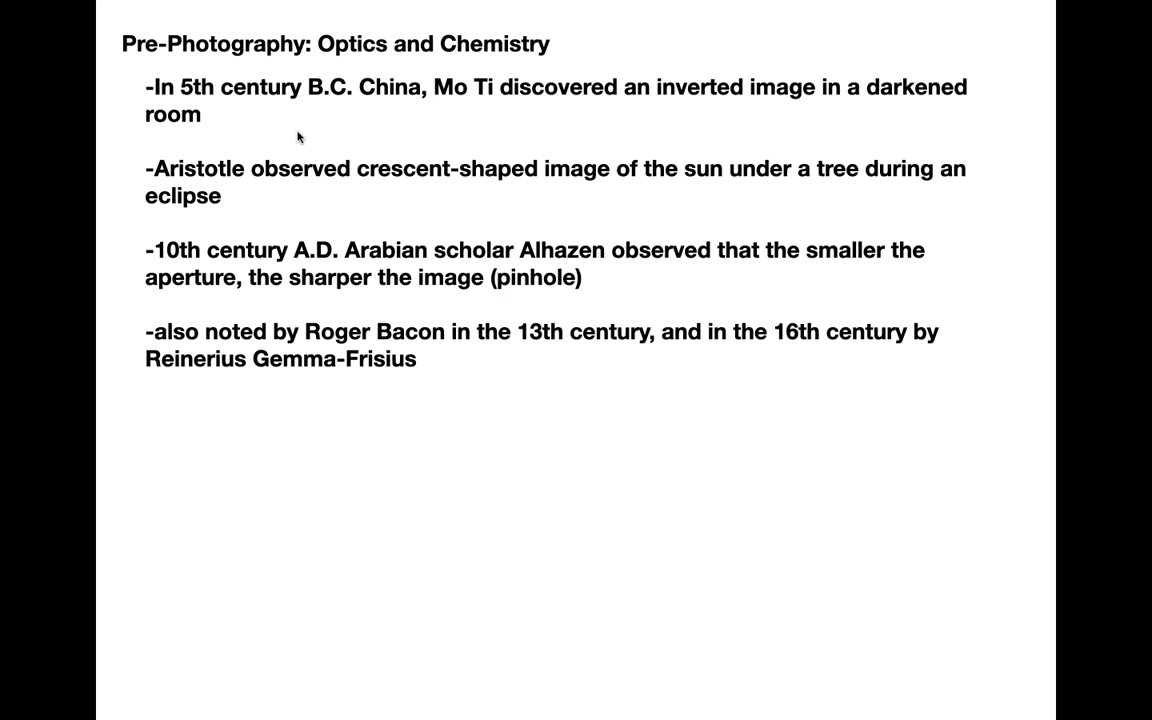 Pre-Photography: Optics and Chemistry
-In 5th century B.C. China, Mo Ti discovered an inverted image in a darkened
room
-Aristotle observed crescent-shaped image of the sun under a tree during an
eclipse
-10th century A.D. Arabian scholar Alhazen observed that the smaller the
aperture, the sharper the image (pinhole)
-also noted by Roger Bacon in the 13th century, and in the 16th century by
Reinerius Gemma-Frisius